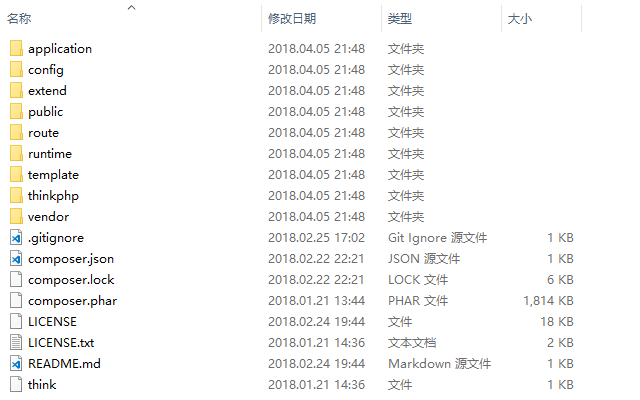 名称 修改日期 类型 大小
application 2018.04.05 21:48 文件夹
config 2018.04.05 21:48 文件夹
extend 2018.04.05 21:48 文件夹
public 2018.04.05 21:48 文件夹
route 2018.04.05 21:48 文件夹
runtime 2018.04.05 21:48 文件夹
template 2018.04.05 21:48 文件夹
thinkphp 2018.04.05 21:48 文件夹
vendor 2018.04.05 21:48 文件夹
.gitignore 2018.02.25 17:02 Git Ignore 源文件 1 KB
composer.json 2018.02.22 22:21 JSON 源文件 1 KB
composer.lock 2018.02.22 22:21 LOCK 文件 6 KB
composer.phar 2018.01.21 13:44 PHAR 文件 1,814 KB
LICENSE 2018.02.24 19:44 文件 18 KB
LICENSE.txt 2018.01.21 14:36 文本文档 2 KB
README.md 2018.02.24 19:44 Markdown 源文件 1 KB
think 2018.01.21 14:36 文件 1 KB